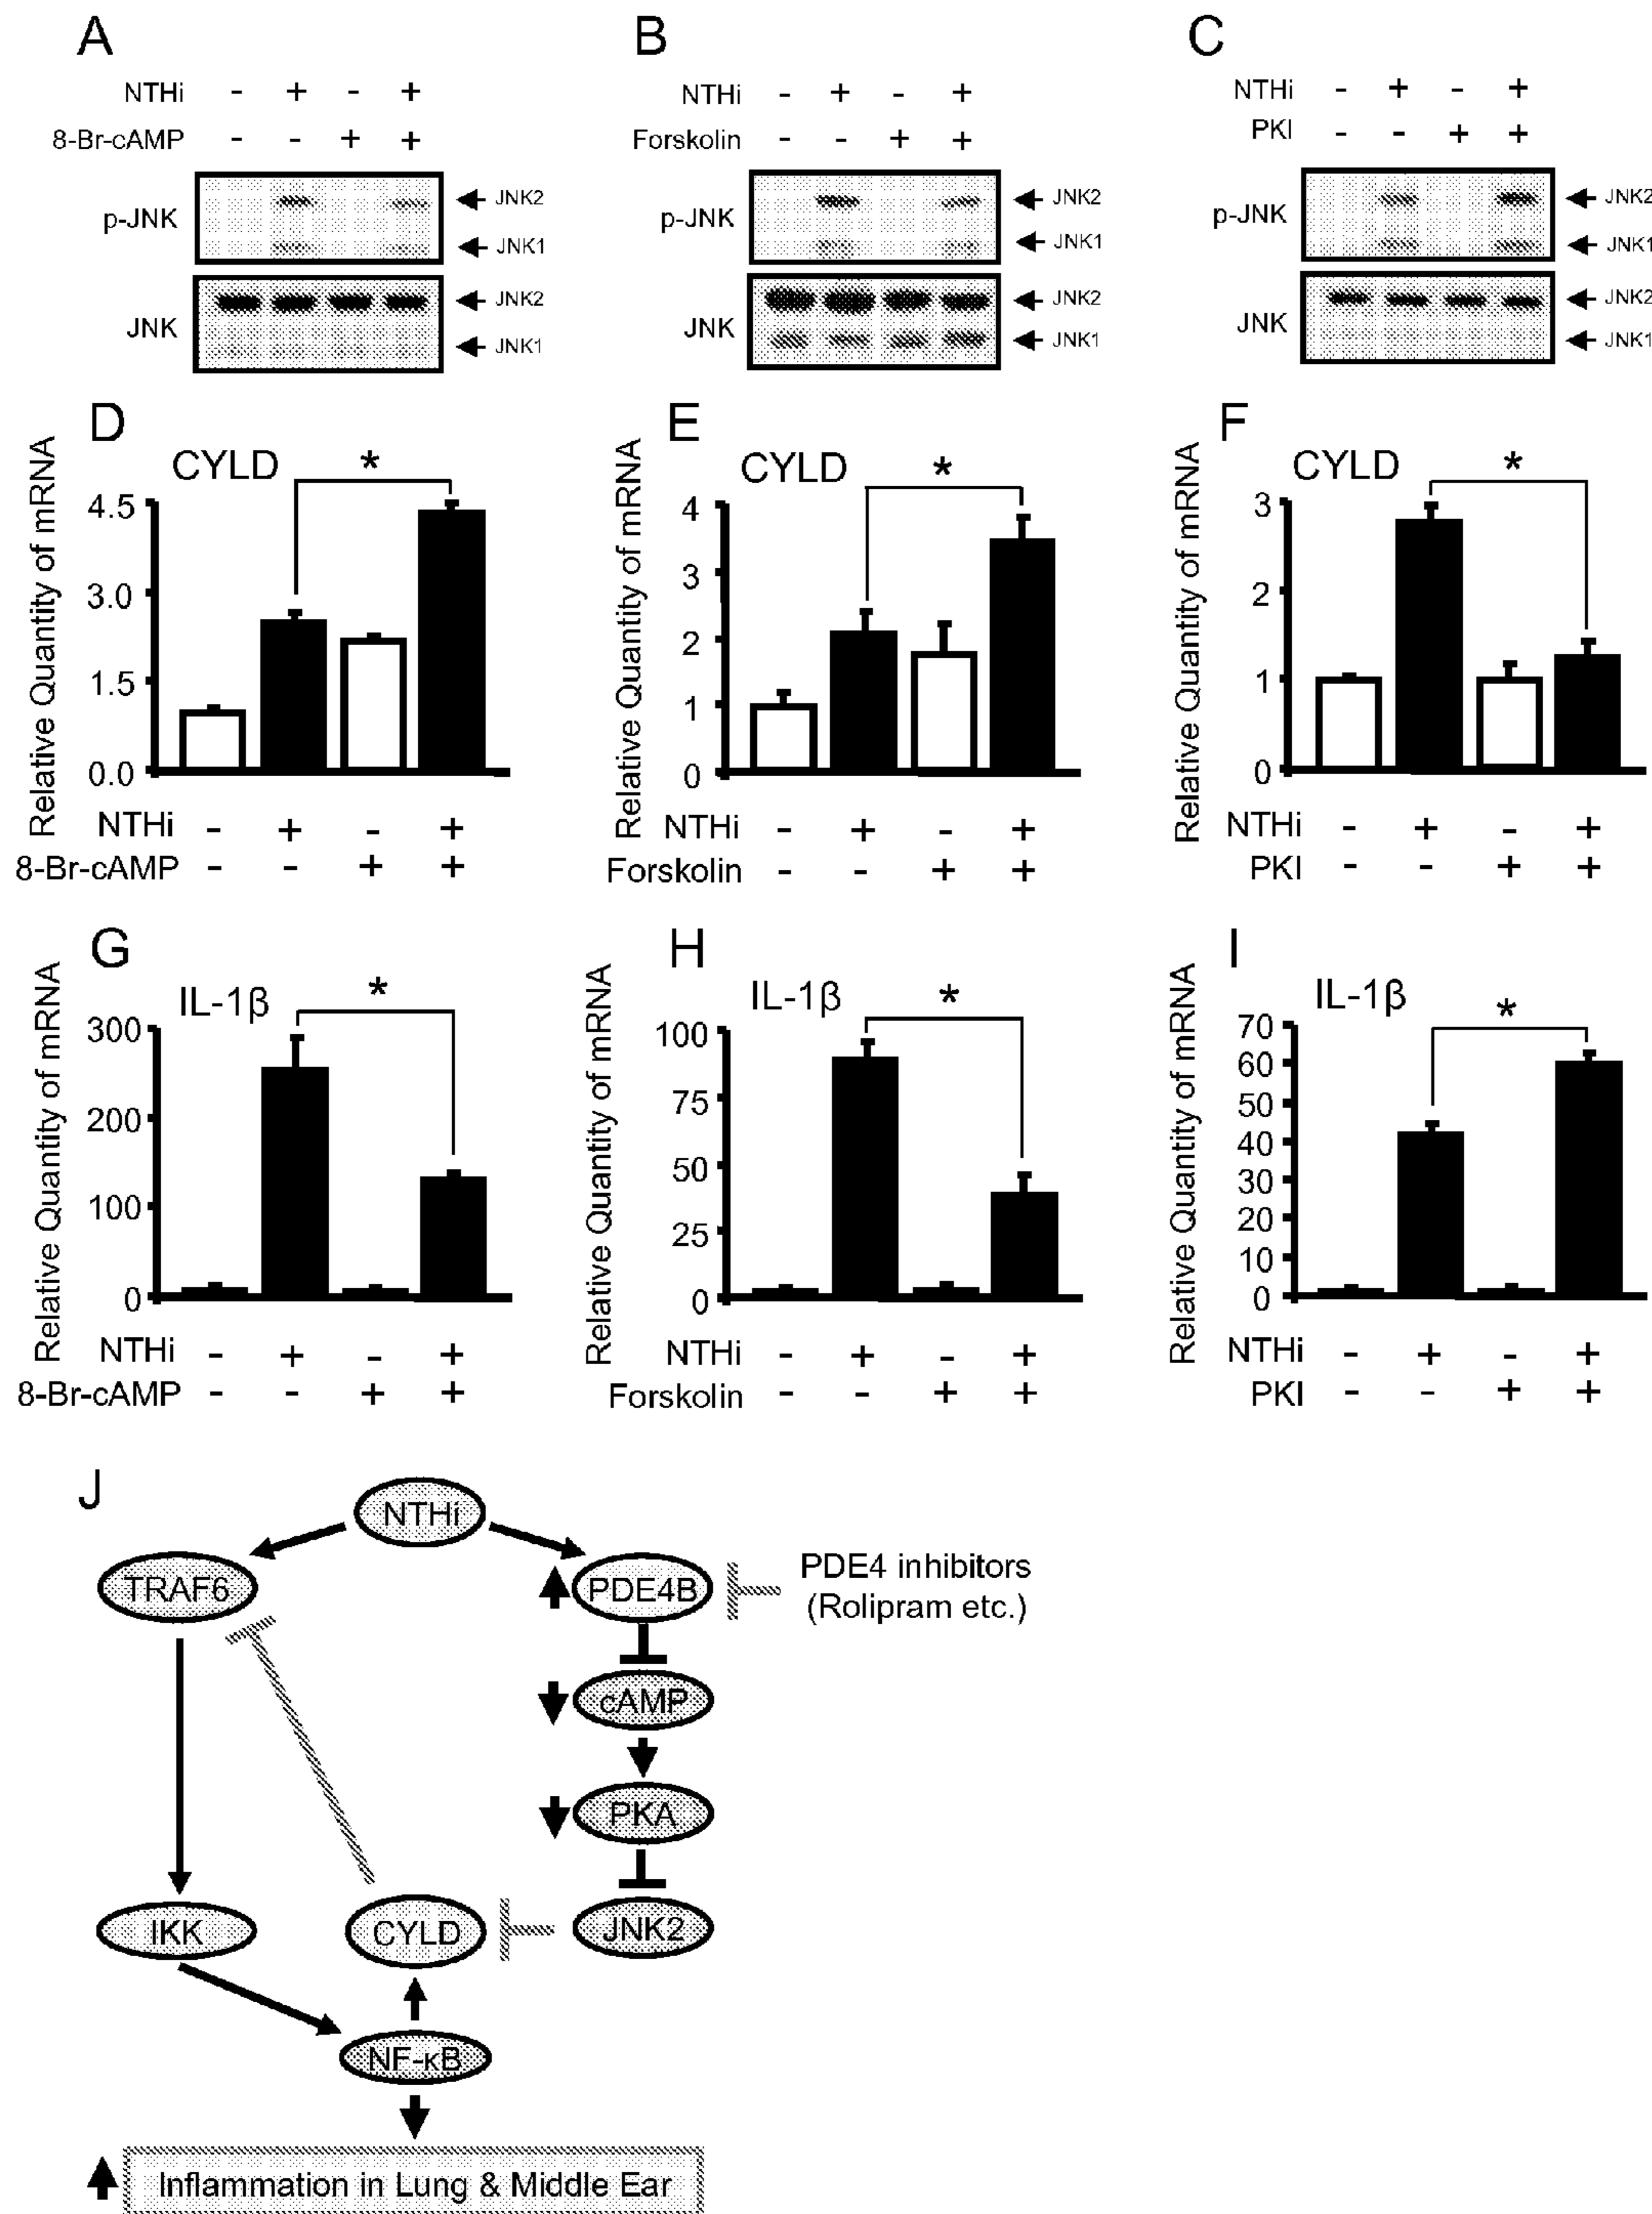 A
NTHi - + - +
8-Br-cAMP - - + +
p-JNK
JNK2
JNK1
JNK
JNK2
JNK1
B
NTHi - + - +
Forskolin - - + +
p-JNK
JNK2
JNK1
JNK
JNK2
JNK1
C
NTHi - + - +
PKI - - + +
p-JNK
JNK2
JNK1
JNK
JNK2
JNK1
D
CYLD
*
Relative Quantity of mRNA
4.5
3.0
1.5
0.0
NTHi - + - +
8-Br-cAMP - - + +
E
CYLD
*
Relative Quantity of mRNA
4
3
2
1
0
NTHi - + - +
Forskolin - - + +
F
CYLD
*
Relative Quantity of mRNA
3
2
1
0
NTHi - + - +
PKI - - + +
G
IL-1β
*
Relative Quantity of mRNA
300
200
100
0
NTHi - + - +
8-Br-cAMP - - + +
H
IL-1β
*
Relative Quantity of mRNA
100
75
50
25
0
NTHi - + - +
Forskolin - - + +
I
IL-1β
*
Relative Quantity of mRNA
70
60
50
40
30
20
10
0
NTHi - + - +
PKI - - + +
J
NTHi
TRAF6
PDE4B
PDE4 inhibitors
(Rolipram etc.)
cAMP
PKA
IKK
CYLD
JNK2
NF-κB
Inflammation in Lung & Middle Ear